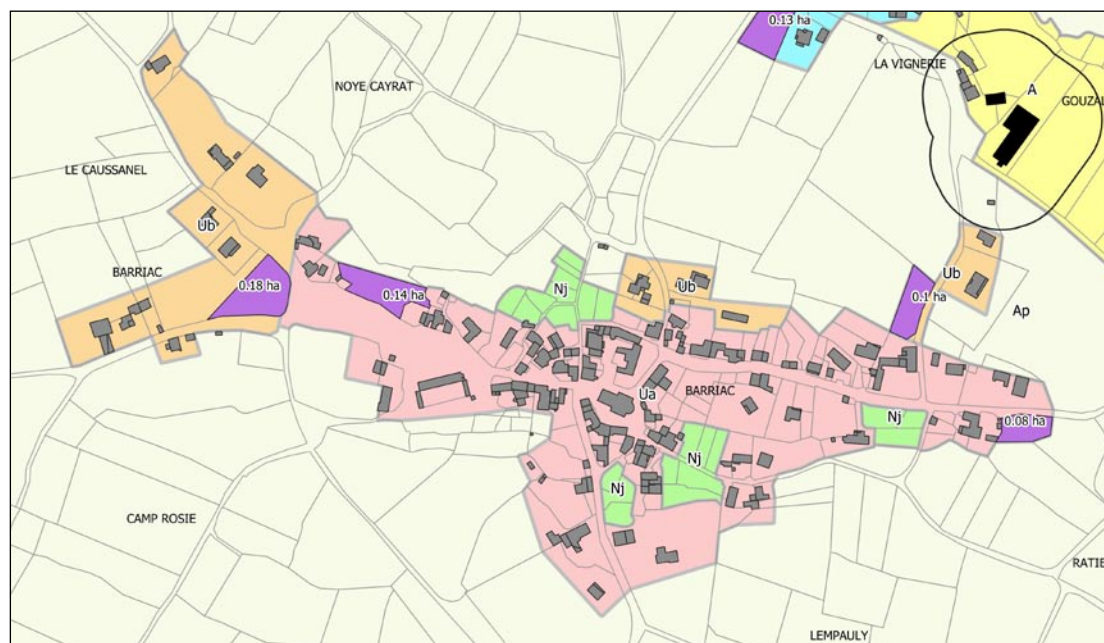 0.13 ha
LA VIGNERIE
A
GOUZAL
NOYE CAYRAT
LE CAUSSANEL
Ub
BARRIAC
0.18 ha
0.14 ha
Nj
Ub
Ub
0.1 ha
Ap
Ua
BARRIAC
Nj
0.08 ha
Nj
Nj
CAMP ROSIE
RATIE
LEMPAULY